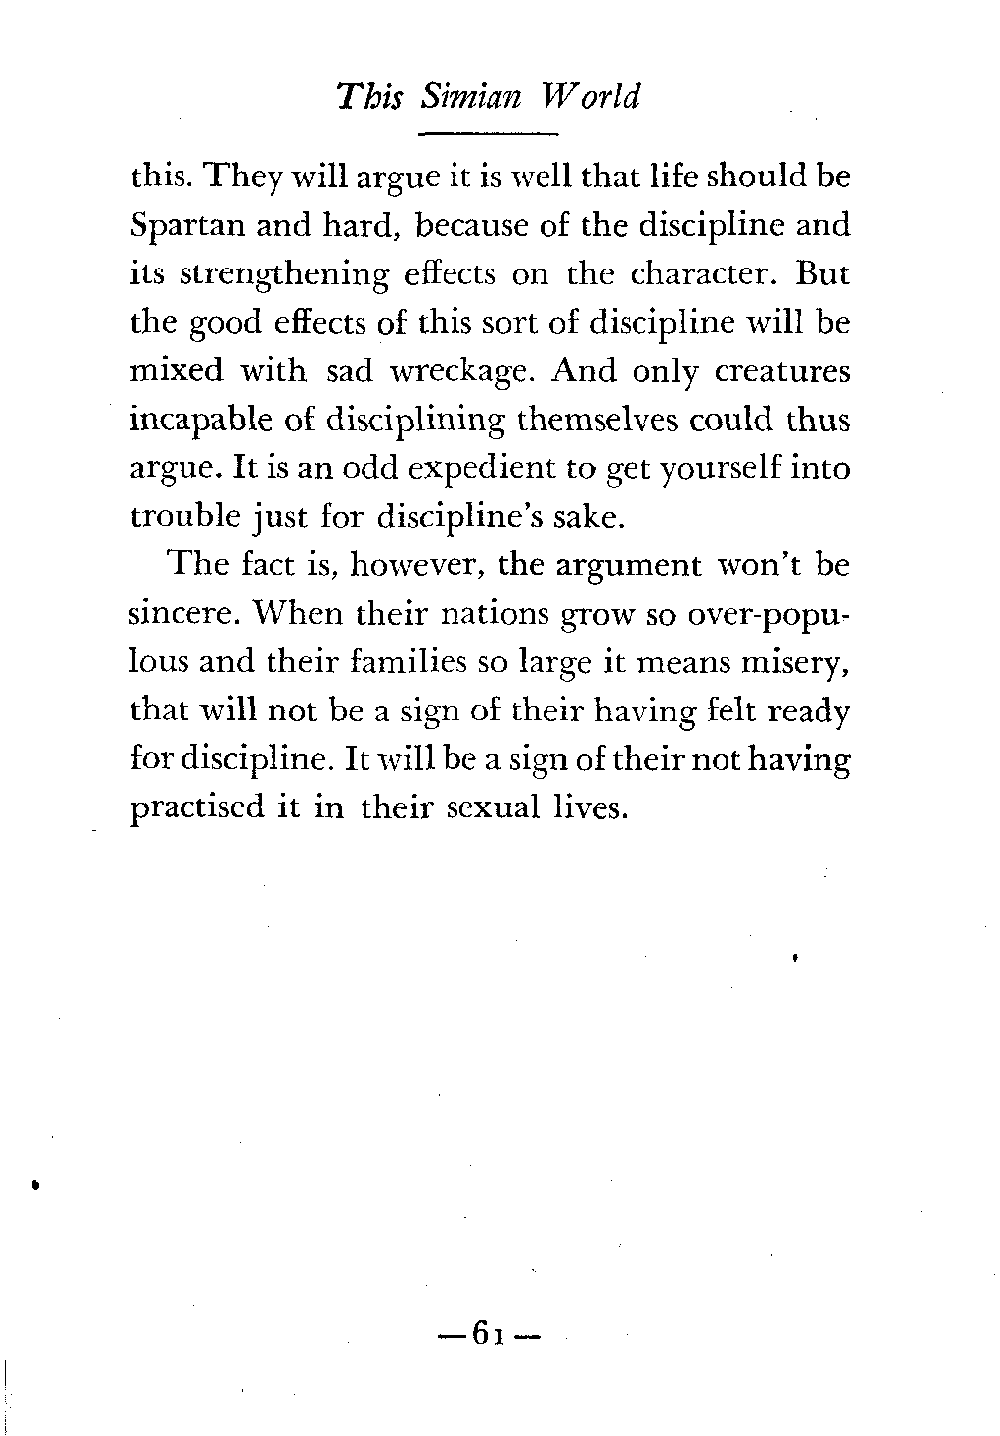 This Simian World
this. They will argue it is well that life should be
Spartan and hard, because of the discipline and
its strengthening effects on the character. But
the good effects of this sort of discipline will be
mixed with sad wreckage. And only creatures
incapable of disciplining themselves could thus
argue. It is an odd expedient to get yourself into
trouble just for discipline's sake.
The fact is, however, the argument won't be
sincere. When their nations grow so over-popu-
lous and their families so large it means misery,
that will not be a sign of their having felt ready
for discipline. It will be a sign of their not having
practised it in their sexual lives.
—61—